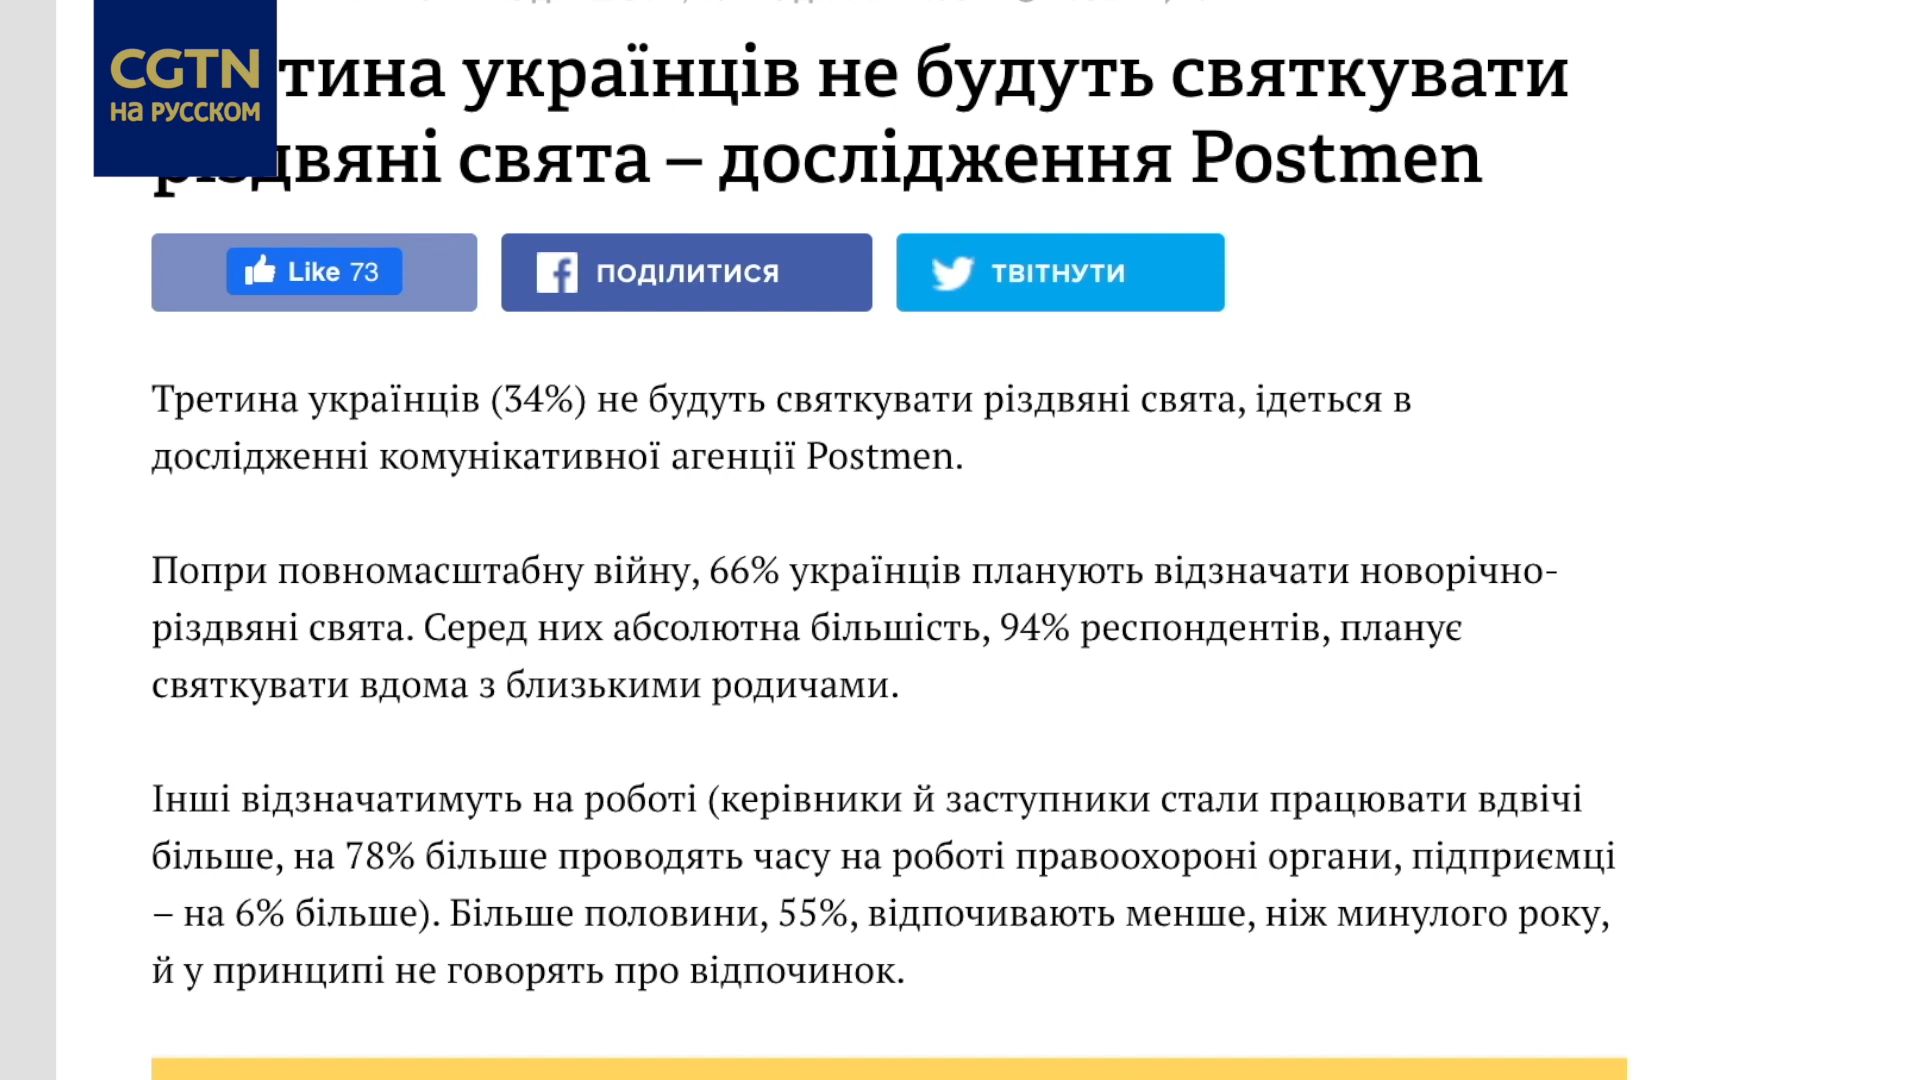 CGTN
на русском
тина українців не будуть святкувати
різдвяні свята – дослідження Postmen
Like 73
ПОДІЛИТИСЯ
ТВІТНУТИ
Третина українців (34%) не будуть святкувати різдвяні свята, ідеться в
дослідженні комунікативної агенції Postmen.
Попри повномасштабну війну, 66% українців планують відзначати новорічно-
різдвяні свята. Серед них абсолютна більшість, 94% респондентів, планує
святкувати вдома з близькими родичами.
Інші відзначатимуть на роботі (керівники й заступники стали працювати вдвічі
більше, на 78% більше проводять часу на роботі правоохороні органи, підприємці
– на 6% більше). Більше половини, 55%, відпочивають менше, ніж минулого року,
й у принципі не говорять про відпочинок.